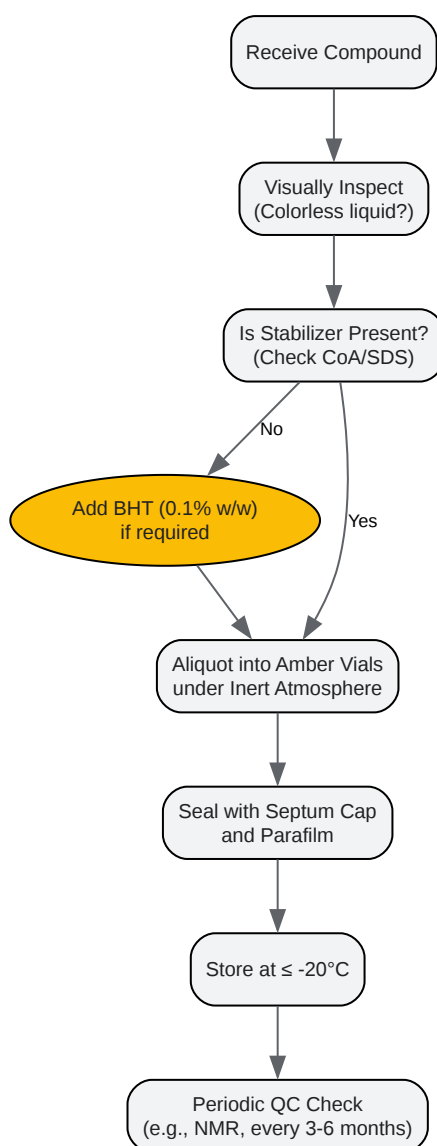 Receive Compound
Visually Inspect
(Colorless liquid?)
Is Stabilizer Present?
(Check CoA/SDS)
No
Add BHT (0.1% w/w)
if required
Yes
Aliquot into Amber Vials
under Inert Atmosphere
Seal with Septum Cap
and Parafilm
Store at ≤ -20°C
Periodic QC Check
(e.g., NMR, every 3-6 months)